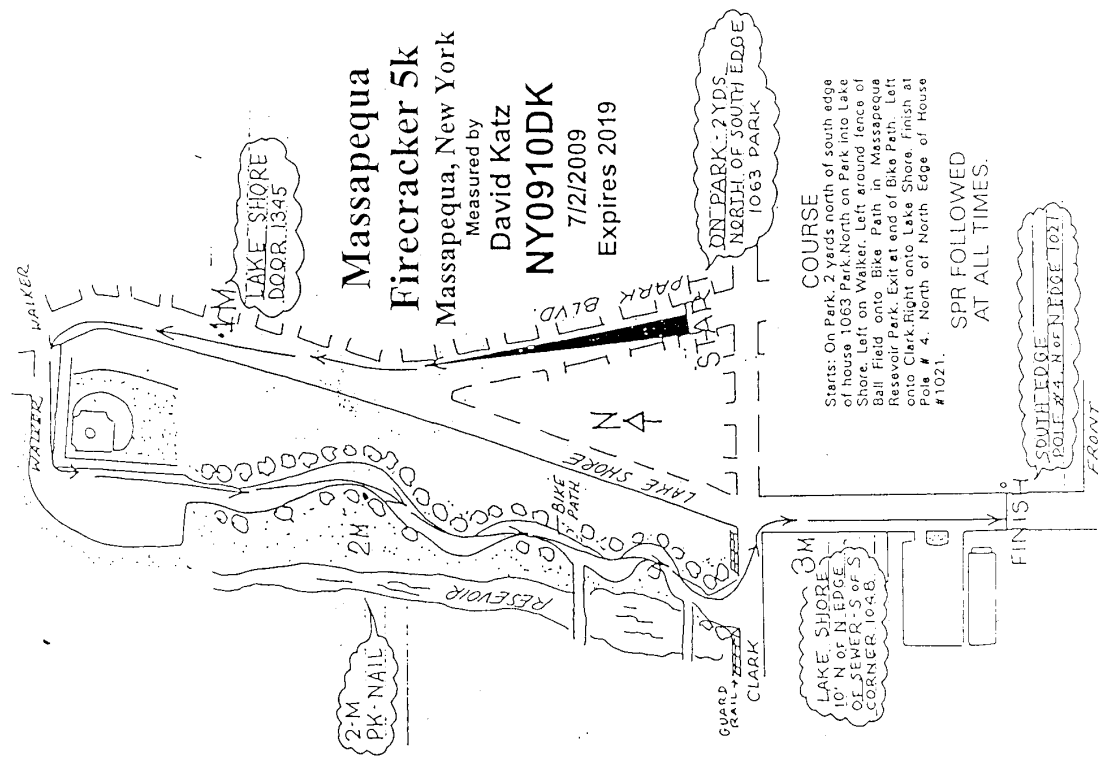 Massapequa
Firecracker 5k
Massapequa, New York
Measured by
David Katz
NY0910DK
7/2/2009
Expires 2019
WALKER
WALKER
1M
LAKE SHORE
DOOR 1345
PARK BLVD.
START
ON PARK-2YDS
NORTH OF SOUTH EDGE
1063 PARK
N
LAKE SHORE
BIKE
PATH
2M
2-M
PK-NAIL
RESEVOIR
GUARD
RAIL
CLARK
3M
LAKE SHORE
10' N OF N-EDGE
OF SEWER-S OF S
CORNER 1048
FINISH
SOUTH EDGE
POLE #4, N OF N EDGE 1021
FRONT
COURSE
Starts: On Park, 2 yards north of south edge
of house 1063 Park.North on Park into Lake
Shore. Left on Walker. Left around fence of
Ball Field onto Bike Path in Massapequa
Resevoir Park. Exit at end of Bike Path. Left
onto Clark.Right onto Lake Shore. Finish at
Pole # 4, North of North Edge of House
#1021.
SPR FOLLOWED
AT ALL TIMES.